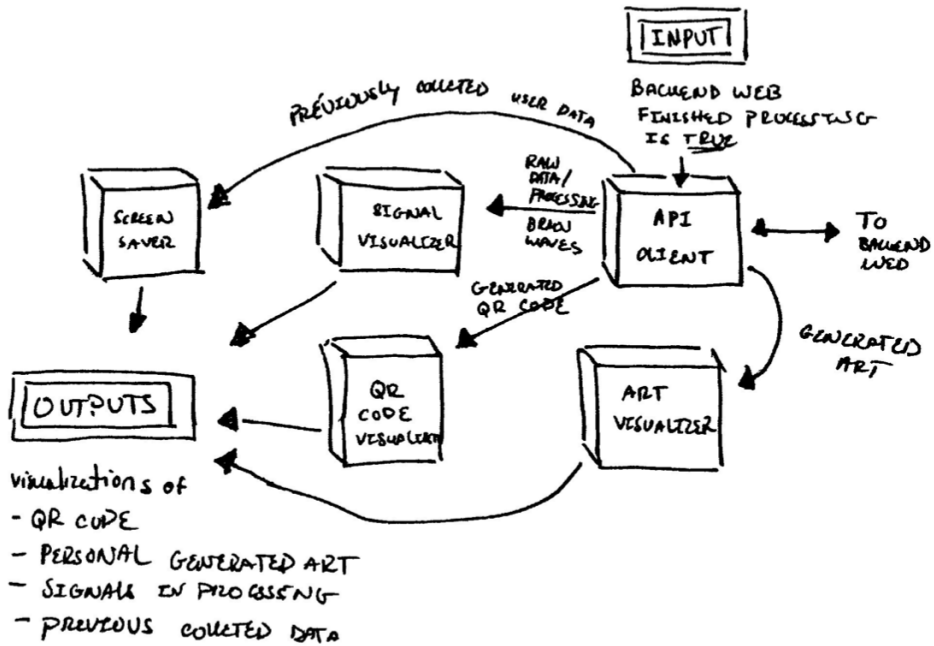 INPUT
BACKEND WEB
FINISHED PROCESSING
IS TRUE
PREVIOUSLY COLLECTED USER DATA
SCREEN
SAVER
SIGNAL
VISUALIZER
RAW
DATA/
PROCESSING
BRAIN
WAVES
API
CLIENT
TO
BACKEND
WEB
GENERATED
QR CODE
GENERATED
ART
OUTPUTS
QR
CODE
VISUALIZER
ART
VISUALIZER
visualizations of
- QR CODE
- PERSONAL GENERATED ART
- SIGNALS IN PROCESSING
- PREVIOUS COLLECTED DATA